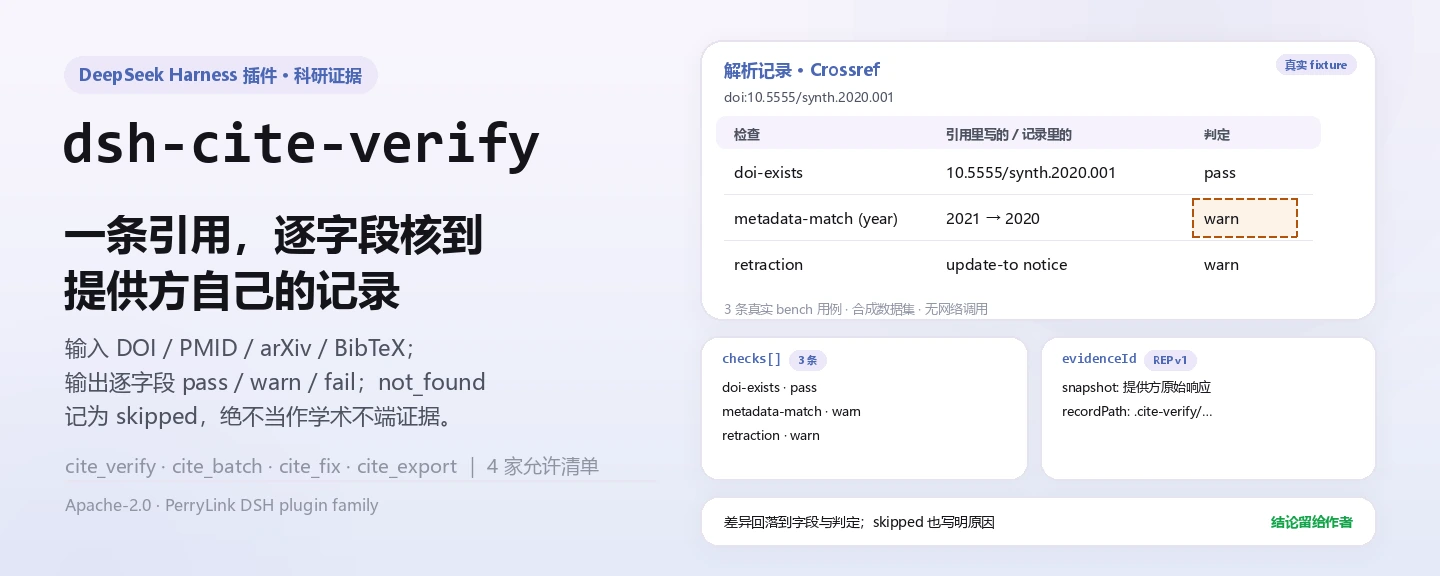 DeepSeek Harness 插件 · 科研证据
dsh-cite-verify
一条引用，逐字段核到
提供方自己的记录
输入 DOI / PMID / arXiv / BibTeX；
输出逐字段 pass / warn / fail；not_found
记为 skipped，绝不当作学术不端证据。
cite_verify · cite_batch · cite_fix · cite_export ｜ 4 家允许清单
Apache-2.0 · PerryLink DSH plugin family
解析记录 · Crossref
真实 fixture
doi:10.5555/synth.2020.001
检查 引用里写的 / 记录里的 判定
doi-exists 10.5555/synth.2020.001 pass
metadata-match (year) 2021 → 2020 warn
retraction update-to notice warn
3 条真实 bench 用例 · 合成数据集 · 无网络调用
checks[] 3 条
doi-exists · pass
metadata-match · warn
retraction · warn
evidenceId REP v1
snapshot: 提供方原始响应
recordPath: .cite-verify/...
差异回落到字段与判定；skipped 也写明原因
结论留给作者